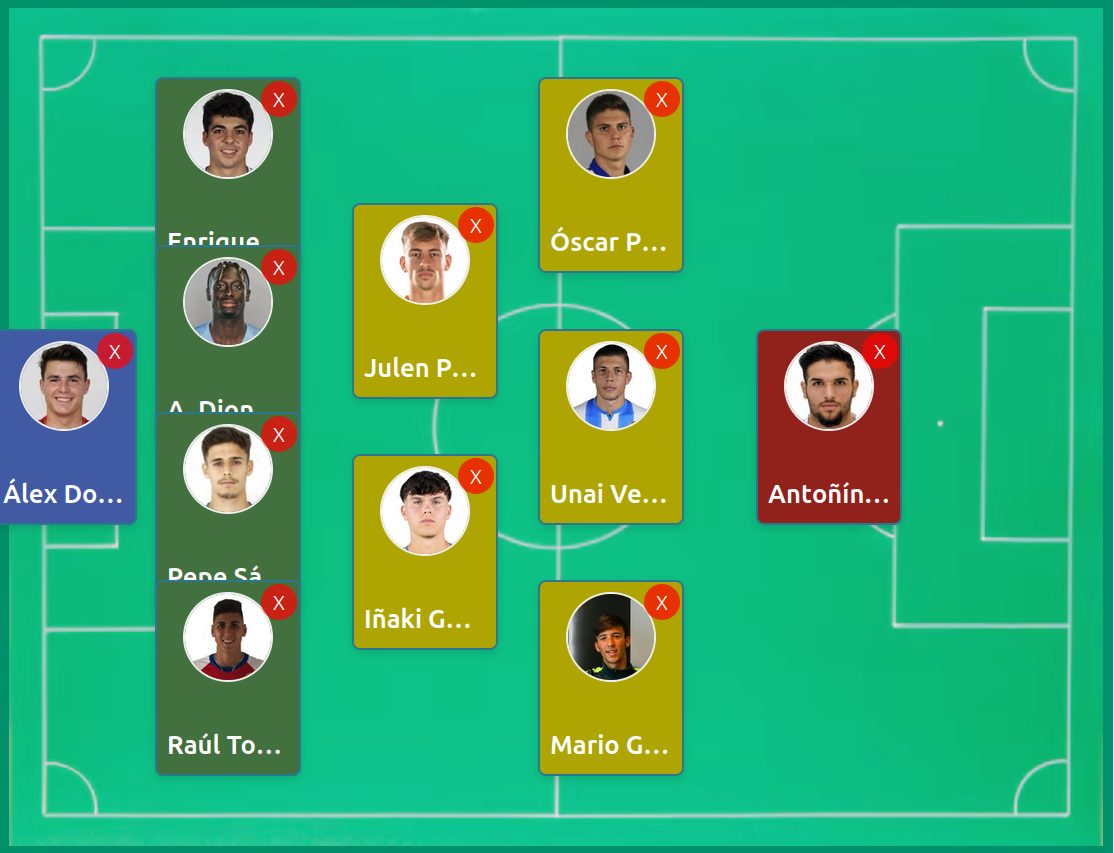 X
Enrique
X
Óscar P...
X
Julen P...
X
A. Dion
X
Álex Do...
X
Unai Ve...
X
Antoñín...
X
Pepe Sá
X
Iñaki G...
X
Raúl To...
X
Mario G...